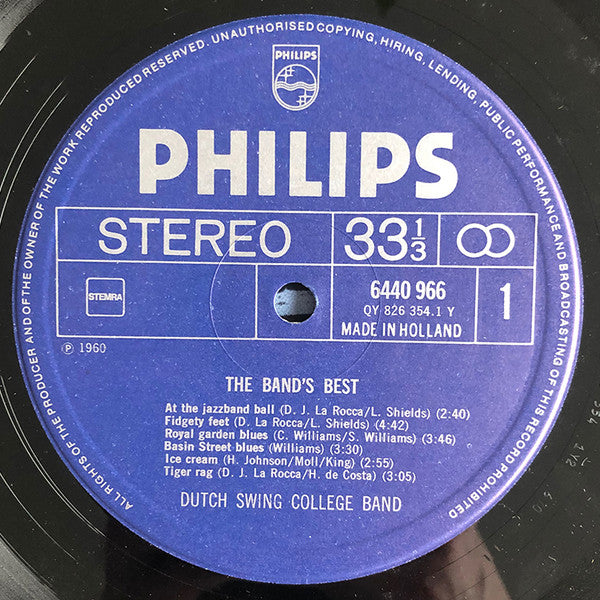 ALL RIGHTS OF THE PRODUCER AND OF THE OWNER OF THE WORK REPRODUCED RESERVED. UNAUTHORISED COPYING, HIRING, LENDING, PUBLIC PERFORMANCE AND BROADCASTING OF THIS RECORD PROHIBITED
PHILIPS
PHILIPS
STEREO 33⅓
STEMRA
6440 966
QY 826 354.1 Y
MADE IN HOLLAND
1
℗ 1960
THE BAND'S BEST
At the jazzband ball (D. J. La Rocca/L. Shields) (2:40)
Fidgety feet (D. La Rocca/L. Shields) (4:42)
Royal garden blues (C. Williams/S. Williams) (3:46)
Basin Street blues (Williams) (3:30)
Ice cream (H. Johnson/Moll/King) (2:55)
Tiger rag (D. J. La Rocca/H. de Costa) (3:05)
DUTCH SWING COLLEGE BAND